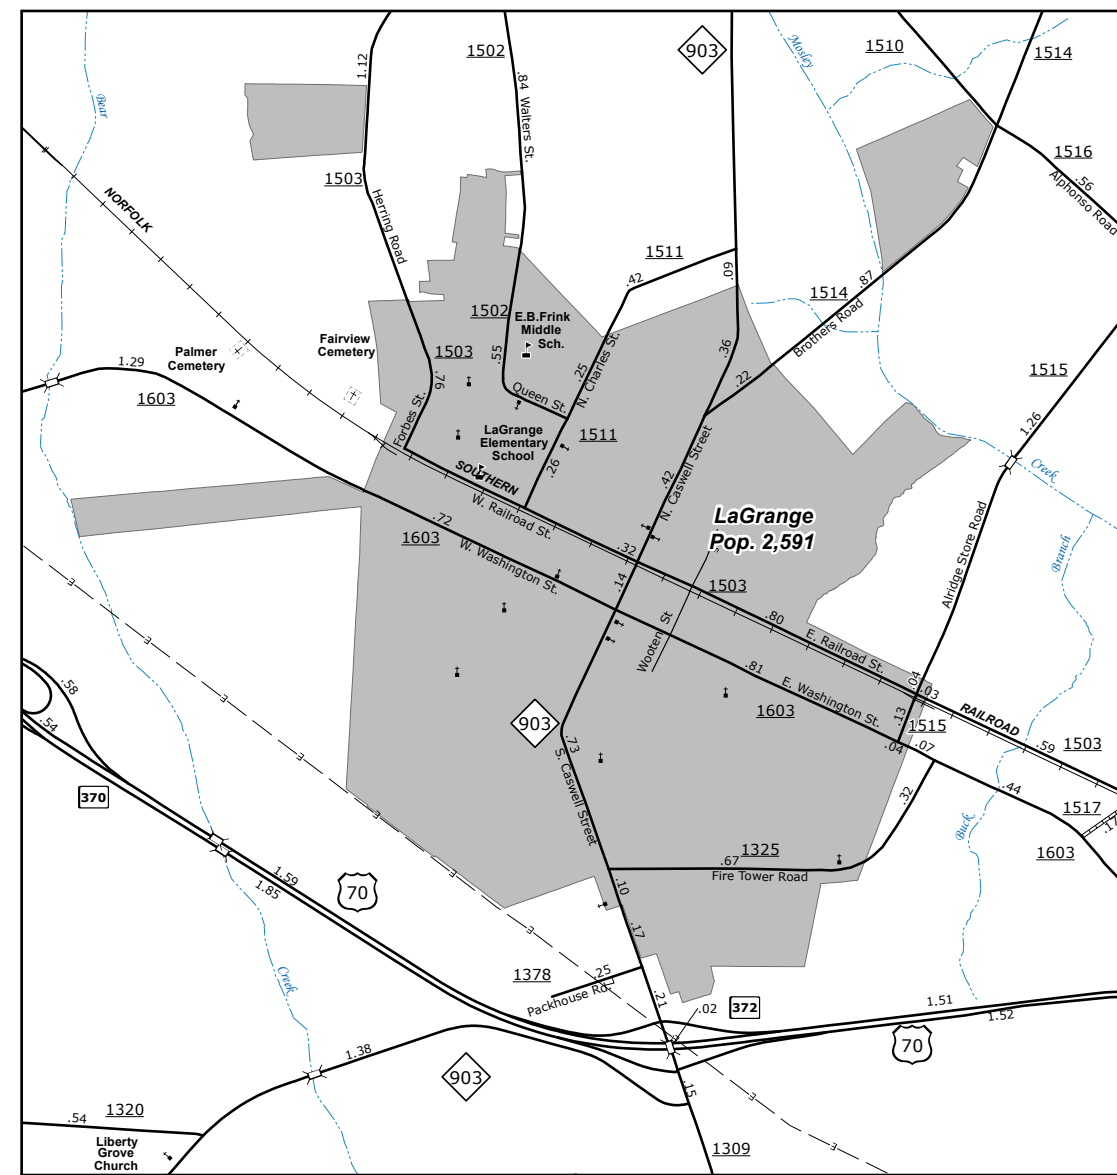 1502
903
1510
1514
Mosley
1.12
.84 Walters St.
Bear
1516
.56
Alphonso Road
1503
NORFOLK
Herring Road
1511
.60
.42
1514
.87
Brothers Road
1502
E.B.Frink
Middle
Sch.
Fairview
Cemetery
Palmer
Cemetery
1503
.76
.55
.25
N. Charles St.
.36
.22
1515
1.29
1603
Queen St.
Forbes St.
1.26
LaGrange
Elementary
School
1511
.26
.42
N. Caswell Street
Creek
SOUTHERN
W. Railroad St.
LaGrange
Pop. 2,591
.72
1603
W. Washington St.
.32
.14
1503
Alridge Store Road
Branch
.80
E. Railroad St.
Wooten St
.81
E. Washington St.
1603
.04
.03
.13
1515
RAILROAD
.04
.07
.59
1503
.58
.54
903
.73
S. Caswell Street
370
.44
1517
.17
.32
Buck
1603
1325
.67
Fire Tower Road
1.59
1.85
70
.10
.17
1378
.25
Packhouse Rd.
Creek
.21
.02
372
1.51
1.52
70
1.38
903
.15
1320
.54
Liberty
Grove
Church
1309
E
E
E
E
E
E
E
E
E
E